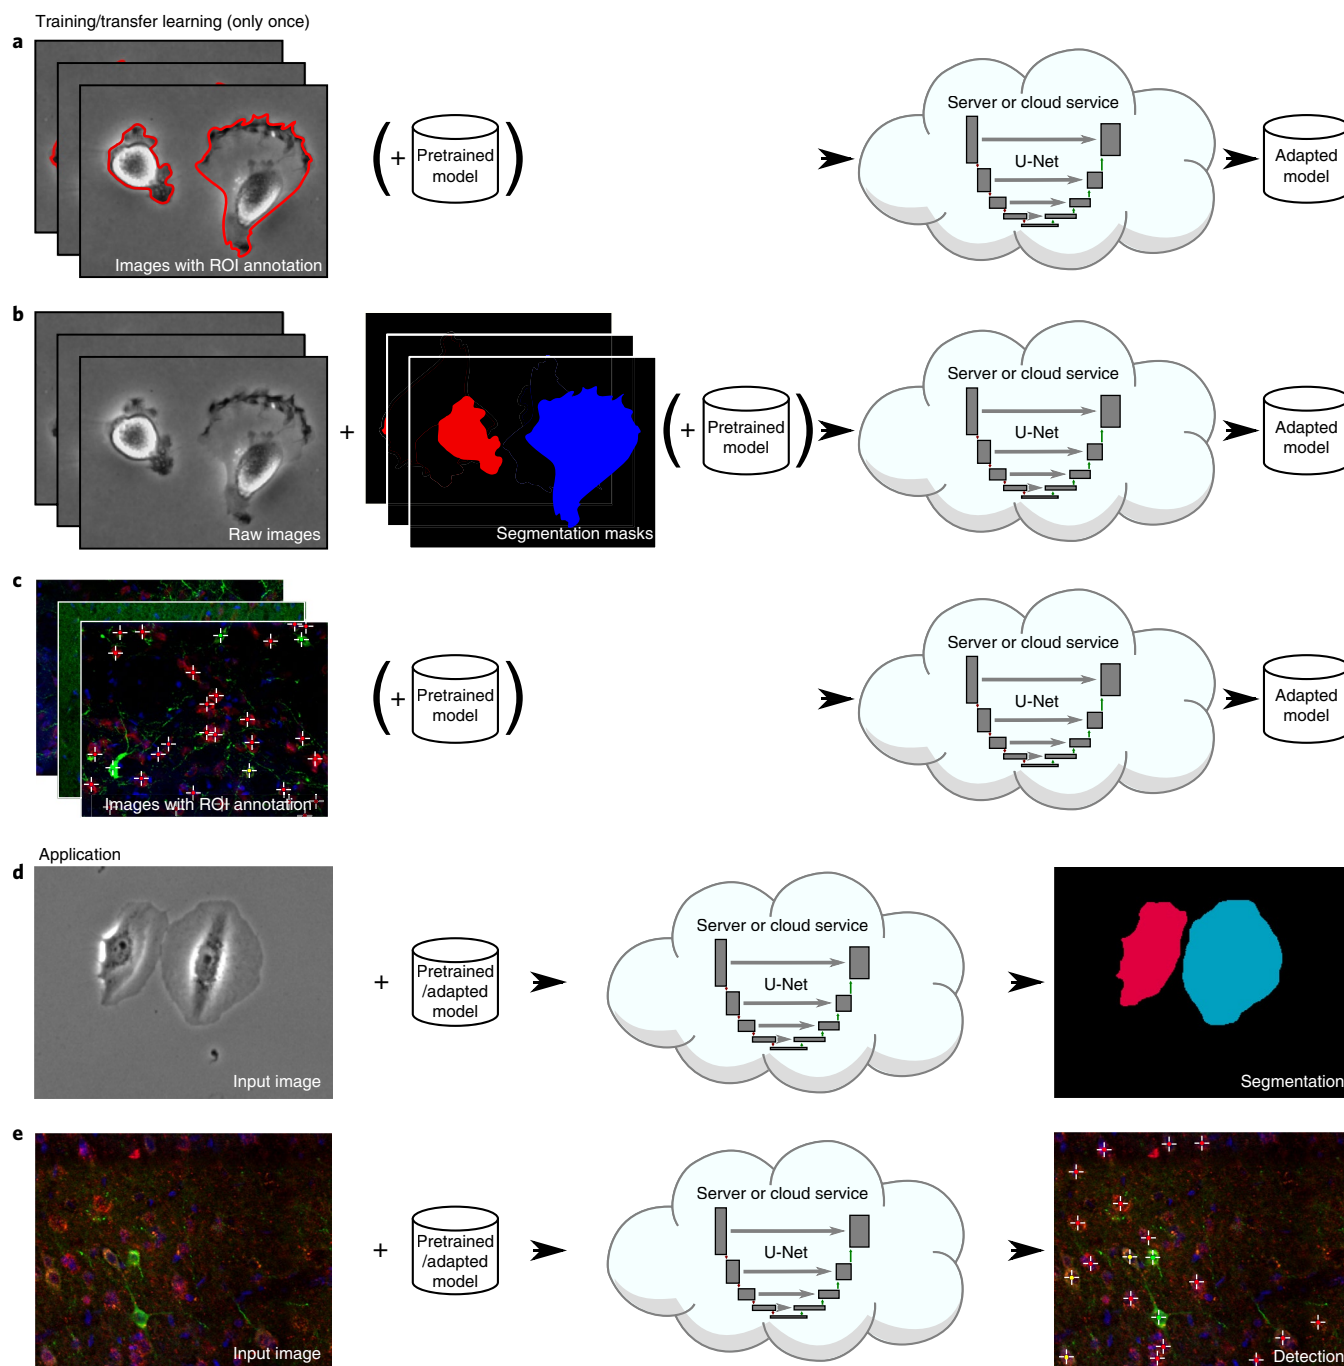 Training/transfer learning (only once)
a
Images with ROI annotation
(+ Pretrained
model)
Server or cloud service
U-Net
Adapted
model
b
Raw images
+
Segmentation masks
(+ Pretrained
model)
Server or cloud service
U-Net
Adapted
model
c
Images with ROI annotation
(+ Pretrained
model)
Server or cloud service
U-Net
Adapted
model
Application
d
Input image
+
Pretrained
/adapted
model
Server or cloud service
U-Net
Segmentation
e
Input image
+
Pretrained
/adapted
model
Server or cloud service
U-Net
Detection